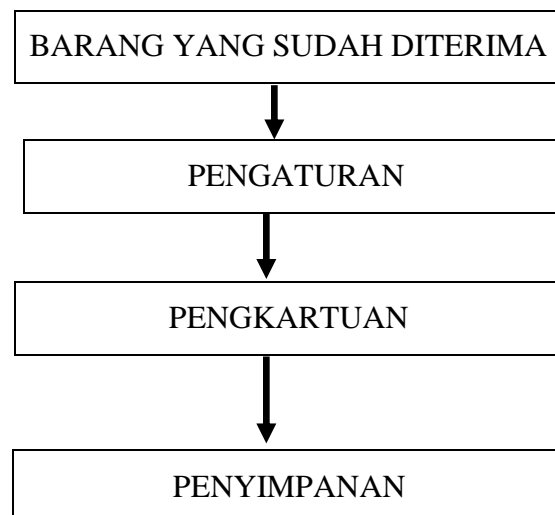 BARANG YANG SUDAH DITERIMA
PENGATURAN
PENGKARTUAN
PENYIMPANAN